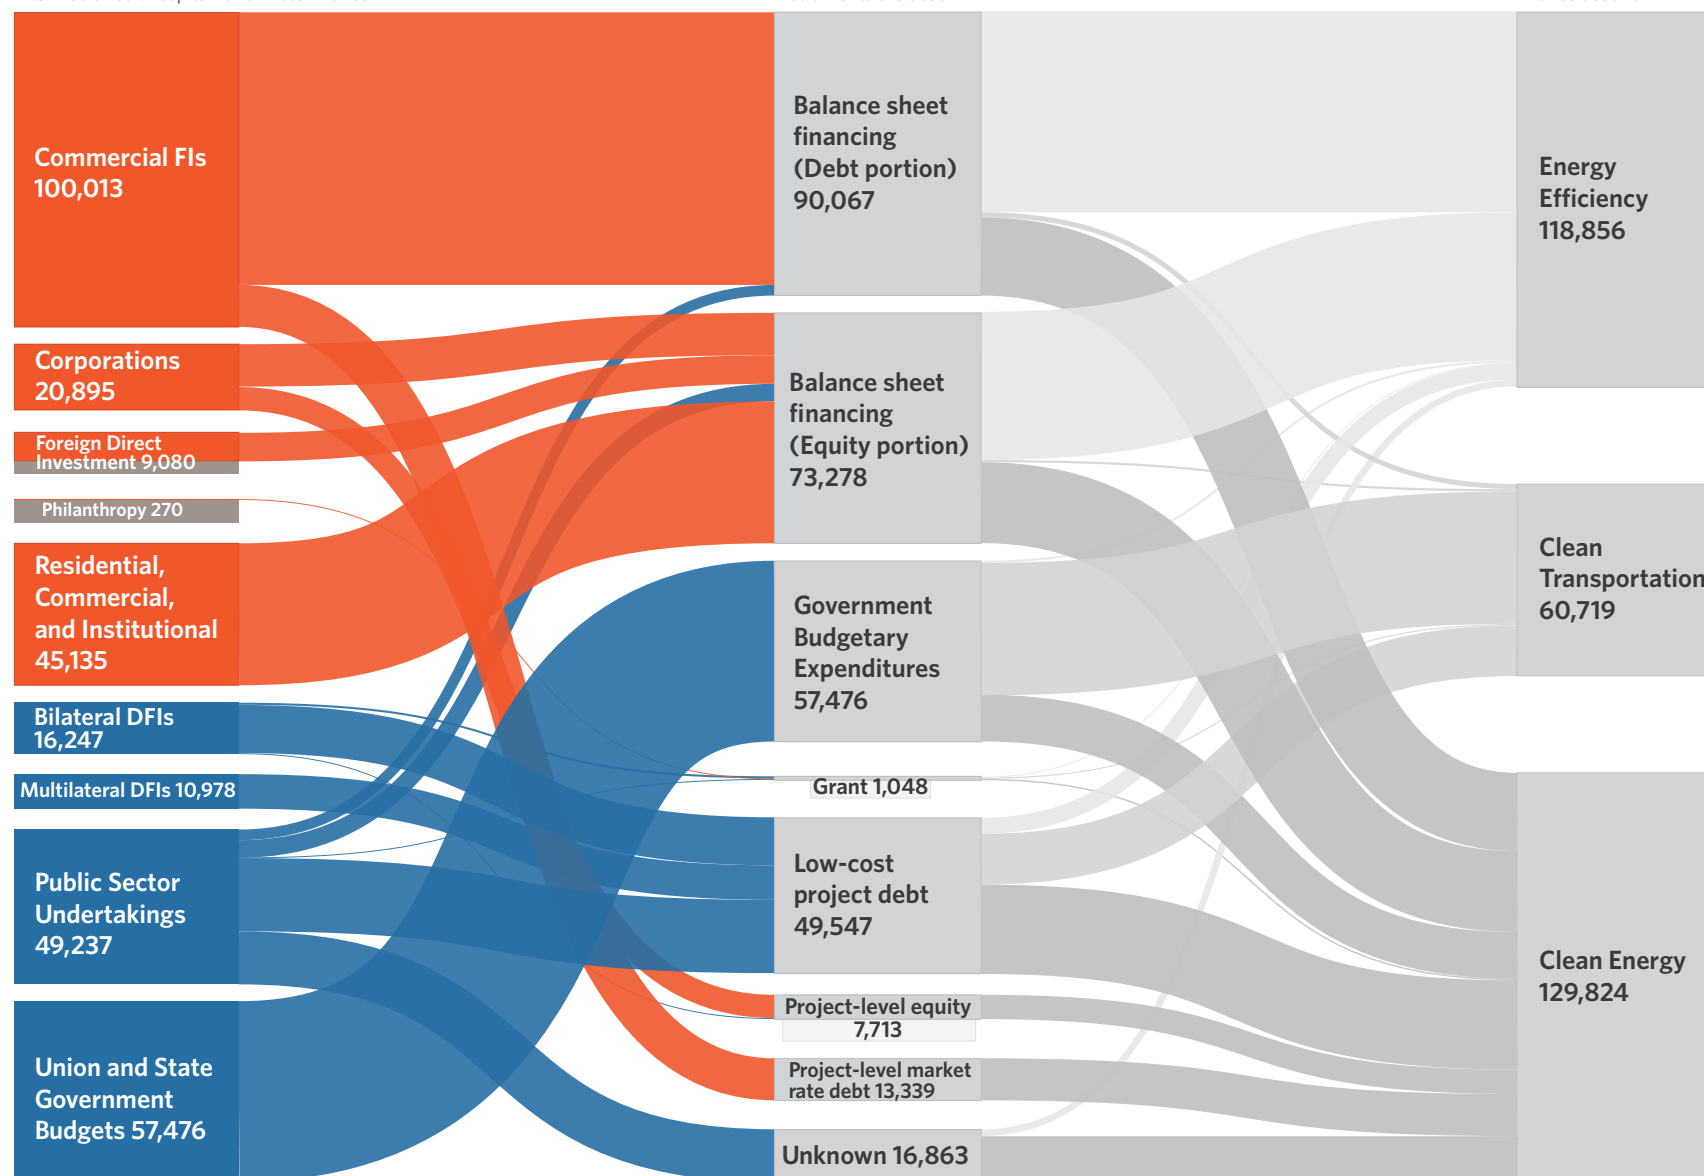 Commercial FIs
100,013
Corporations
20,895
Foreign Direct
Investment 9,080
Philanthropy 270
Residential,
Commercial,
and Institutional
45,135
Bilateral DFIs
16,247
Multilateral DFIs 10,978
Public Sector
Undertakings
49,237
Union and State
Government
Budgets 57,476
Balance sheet
financing
(Debt portion)
90,067
Balance sheet
financing
(Equity portion)
73,278
Government
Budgetary
Expenditures
57,476
Grant 1,048
Low-cost
project debt
49,547
Project-level equity
7,713
Project-level market
rate debt 13,339
Unknown 16,863
Energy
Efficiency
118,856
Clean
Transportation
60,719
Clean Energy
129,824